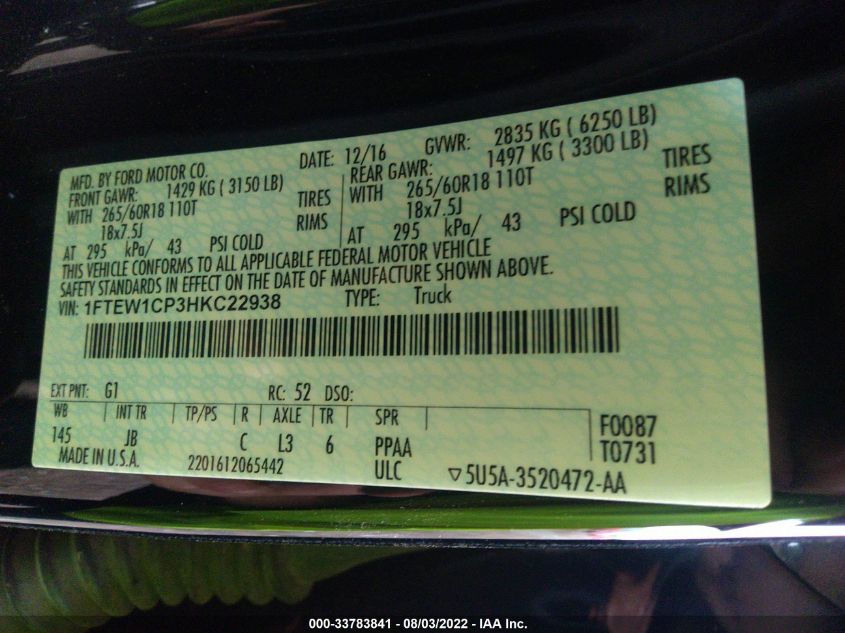 MFD. BY FORD MOTOR CO. DATE: 12/16 GVWR: 2835 KG ( 6250 LB)
FRONT GAWR: 1429 KG ( 3150 LB) REAR GAWR: 1497 KG ( 3300 LB)
WITH 265/60R18 110T TIRES WITH 265/60R18 110T TIRES
18x7.5J RIMS 18x7.5J RIMS
AT 295 kPa/ 43 PSI COLD AT 295 kPa/ 43 PSI COLD
THIS VEHICLE CONFORMS TO ALL APPLICABLE FEDERAL MOTOR VEHICLE
SAFETY STANDARDS IN EFFECT ON THE DATE OF MANUFACTURE SHOWN ABOVE.
VIN: 1FTEW1CP3HKC22938 TYPE: Truck
EXT PNT: G1 RC: 52 DSO:
WB INT TR TP/PS R AXLE TR SPR F0087
145 JB C L3 6 PPAA T0731
MADE IN U.S.A. 2201612065442 ULC ▽5U5A-3520472-AA
000-33783841 - 08/03/2022 - IAA Inc.